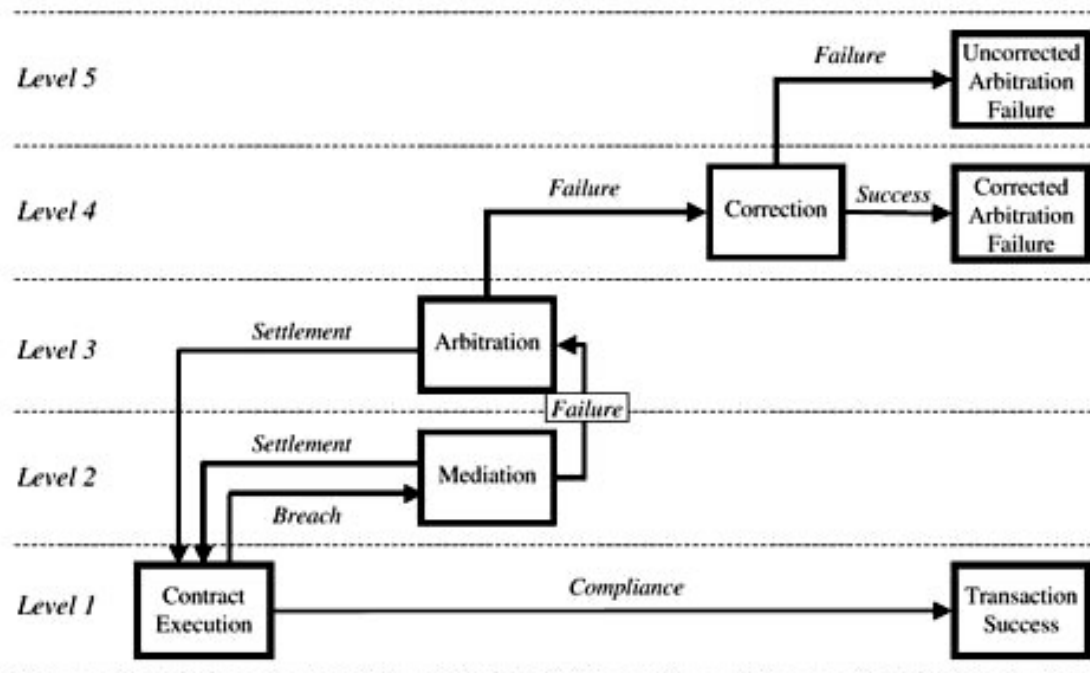 Level 5
Failure
Uncorrected
Arbitration
Failure
Level 4
Failure
Correction
Success
Corrected
Arbitration
Failure
Level 3
Settlement
Arbitration
Failure
Level 2
Settlement
Mediation
Breach
Level 1
Contract
Execution
Compliance
Transaction
Success